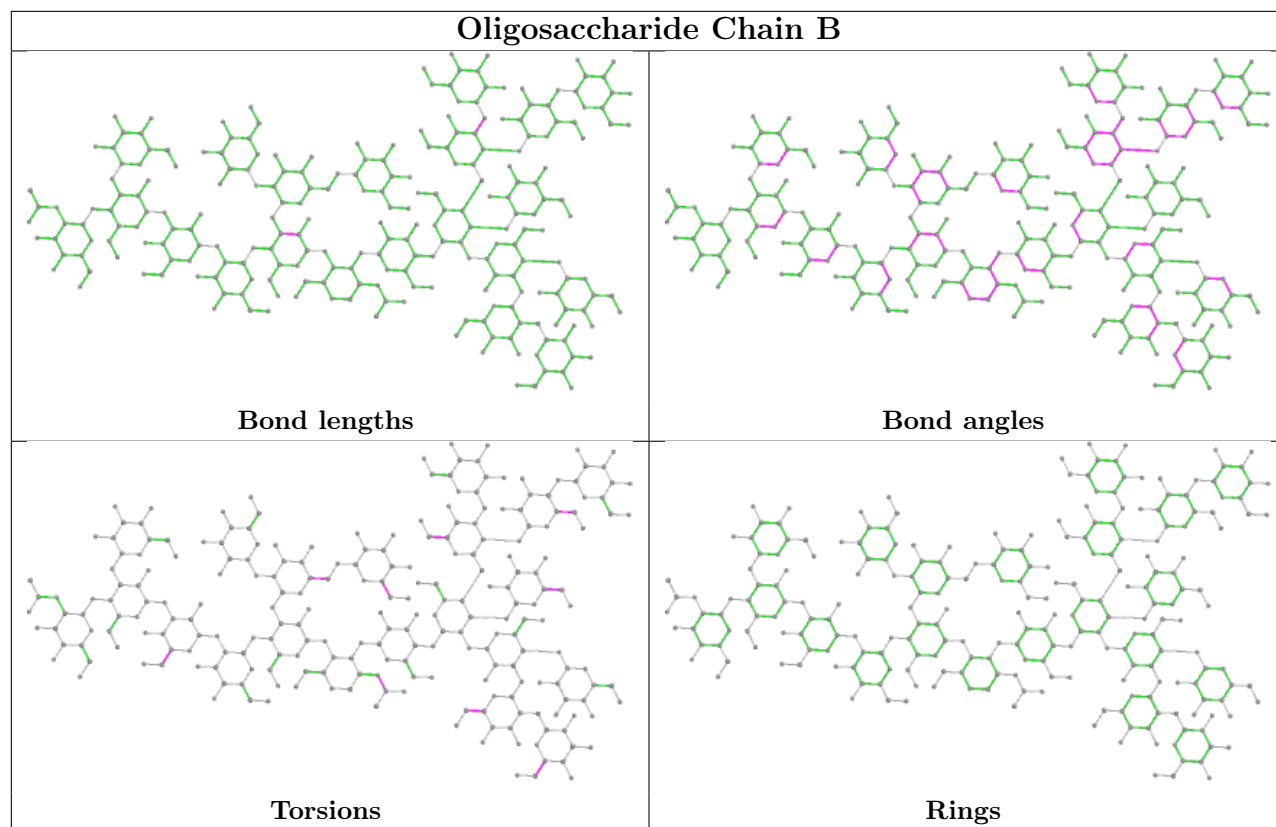 Oligosaccharide Chain B
Bond lengths
Bond angles
Torsions
Rings